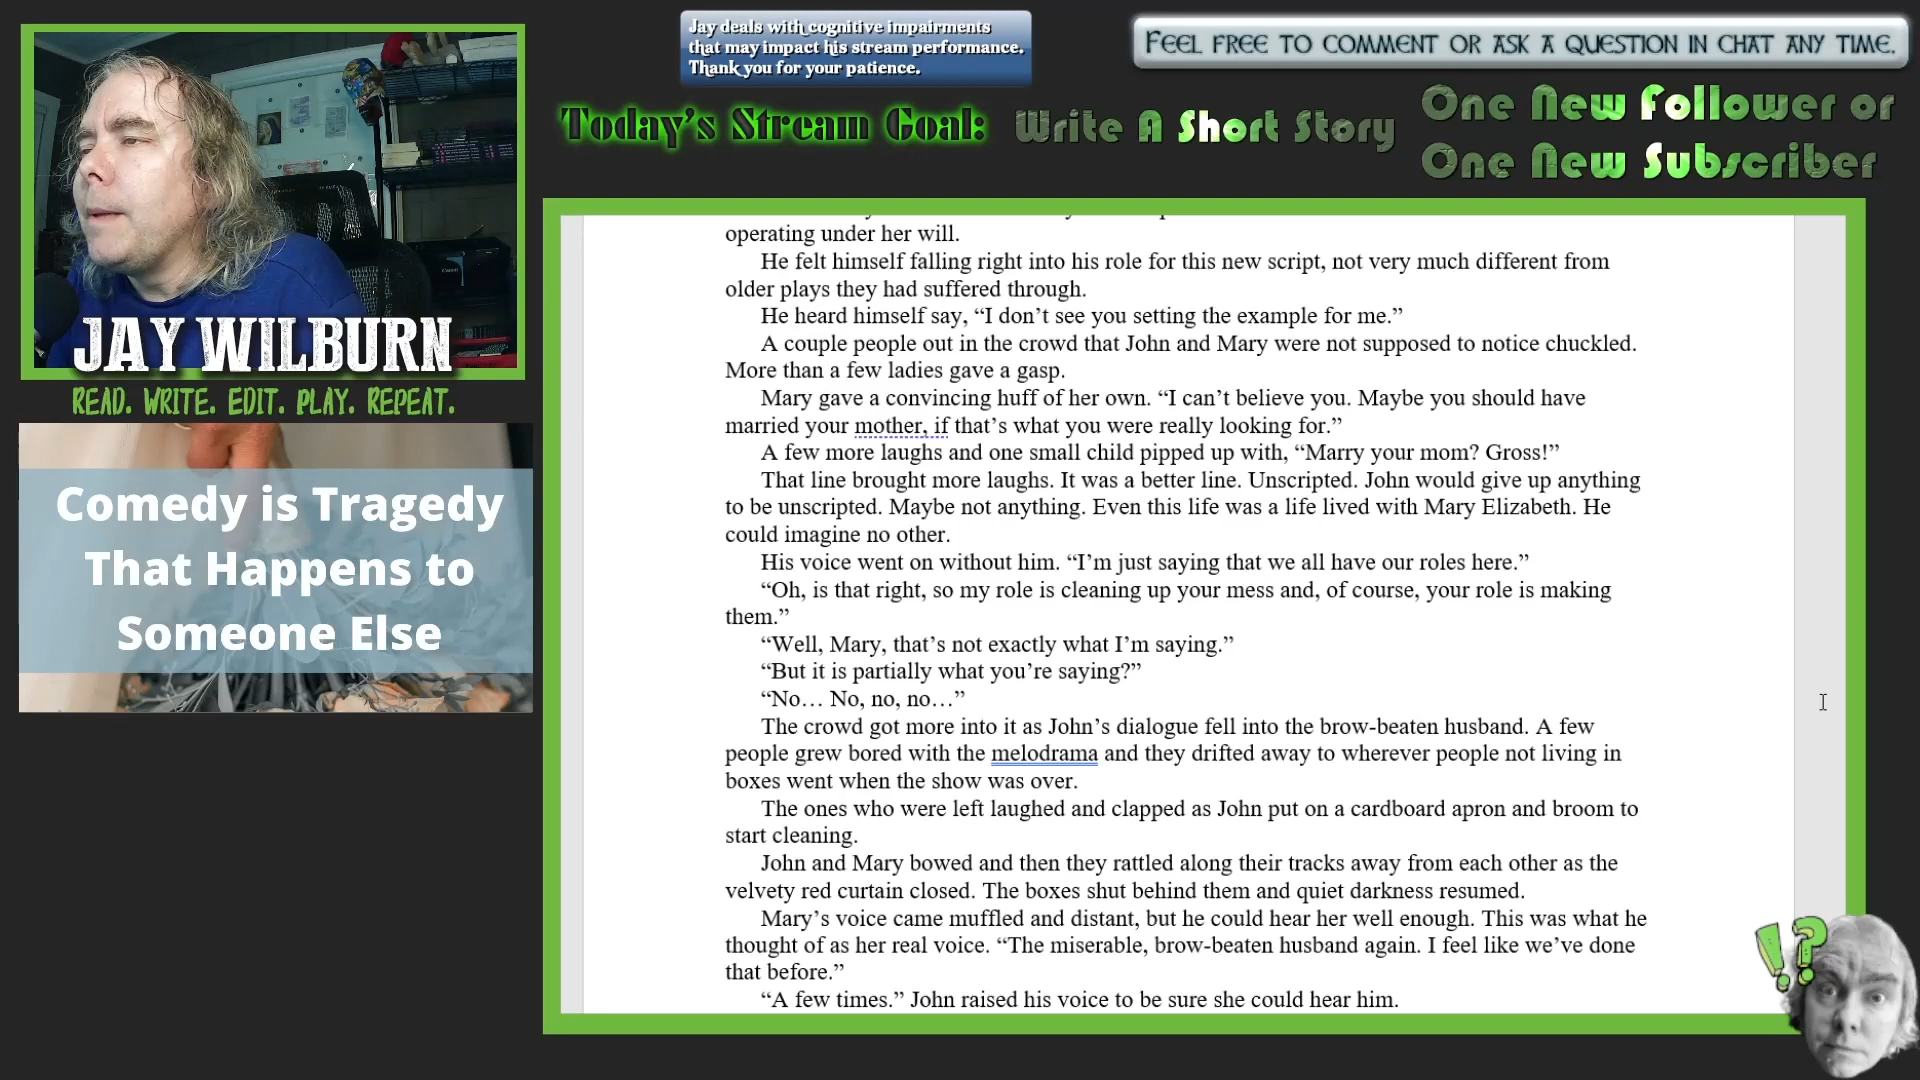 Jay deals with cognitive impairments
that may impact his stream performance.
Thank you for your patience.
Feel free to comment or ask a question in chat any time.
Today's Stream Goal:
Write A Short Story
One New Follower or
One New Subscriber
JAY WILBURN
READ. WRITE. EDIT. PLAY. REPEAT.
Comedy is Tragedy
That Happens to
Someone Else
operating under her will.
He felt himself falling right into his role for this new script, not very much different from
older plays they had suffered through.
He heard himself say, “I don’t see you setting the example for me.”
A couple people out in the crowd that John and Mary were not supposed to notice chuckled.
More than a few ladies gave a gasp.
Mary gave a convincing huff of her own. “I can’t believe you. Maybe you should have
married your mother, if that’s what you were really looking for.”
A few more laughs and one small child pipped up with, “Marry your mom? Gross!”
That line brought more laughs. It was a better line. Unscripted. John would give up anything
to be unscripted. Maybe not anything. Even this life was a life lived with Mary Elizabeth. He
could imagine no other.
His voice went on without him. “I’m just saying that we all have our roles here.”
“Oh, is that right, so my role is cleaning up your mess and, of course, your role is making
them.”
“Well, Mary, that’s not exactly what I’m saying.”
“But it is partially what you’re saying?”
“No… No, no, no…”
The crowd got more into it as John’s dialogue fell into the brow-beaten husband. A few
people grew bored with the melodrama and they drifted away to wherever people not living in
boxes went when the show was over.
The ones who were left laughed and clapped as John put on a cardboard apron and broom to
start cleaning.
John and Mary bowed and then they rattled along their tracks away from each other as the
velvety red curtain closed. The boxes shut behind them and quiet darkness resumed.
Mary’s voice came muffled and distant, but he could hear her well enough. This was what he
thought of as her real voice. “The miserable, brow-beaten husband again. I feel like we’ve done
that before.”
“A few times.” John raised his voice to be sure she could hear him.
!?